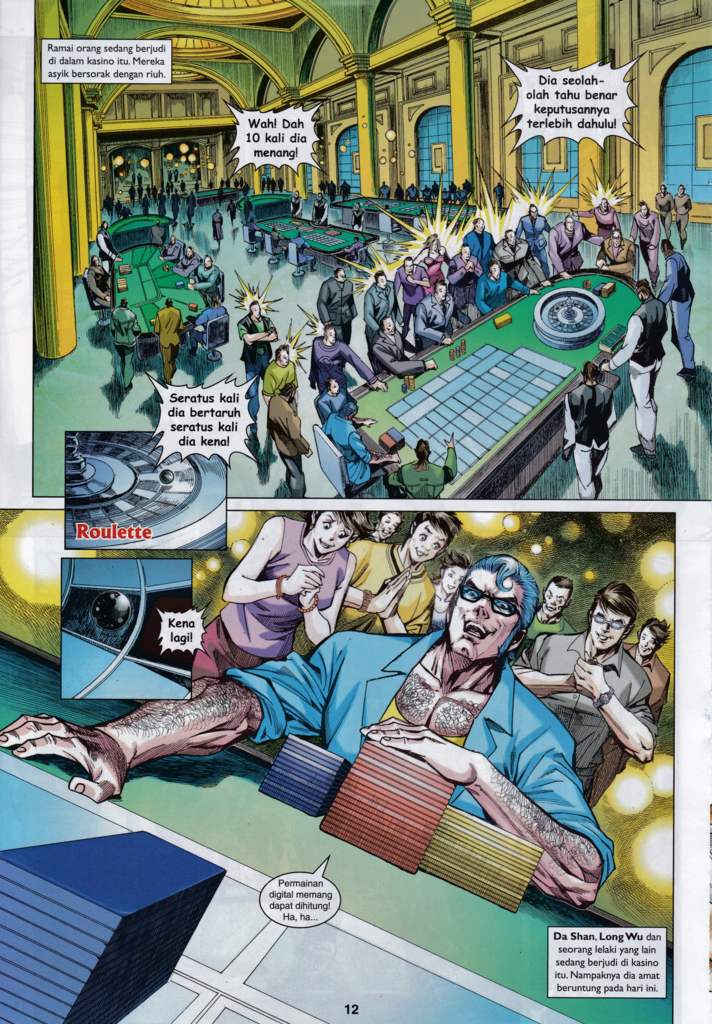 Ramai orang sedang berjudi
di dalam kasino itu. Mereka
asyik bersorak dengan riuh.
Wah! Dah
10 kali dia
menang!
Dia seolah-
olah tahu benar
keputusannya
terlebih dahulu!
Seratus kali
dia bertaruh
seratus kali
dia kena!
Roulette
Kena
lagi!
Permainan
digital memang
dapat dihitung!
Ha, ha...
Da Shan, Long Wu dan
seorang lelaki yang lain
sedang berjudi di kasino
itu. Nampaknya dia amat
beruntung pada hari ini.
12